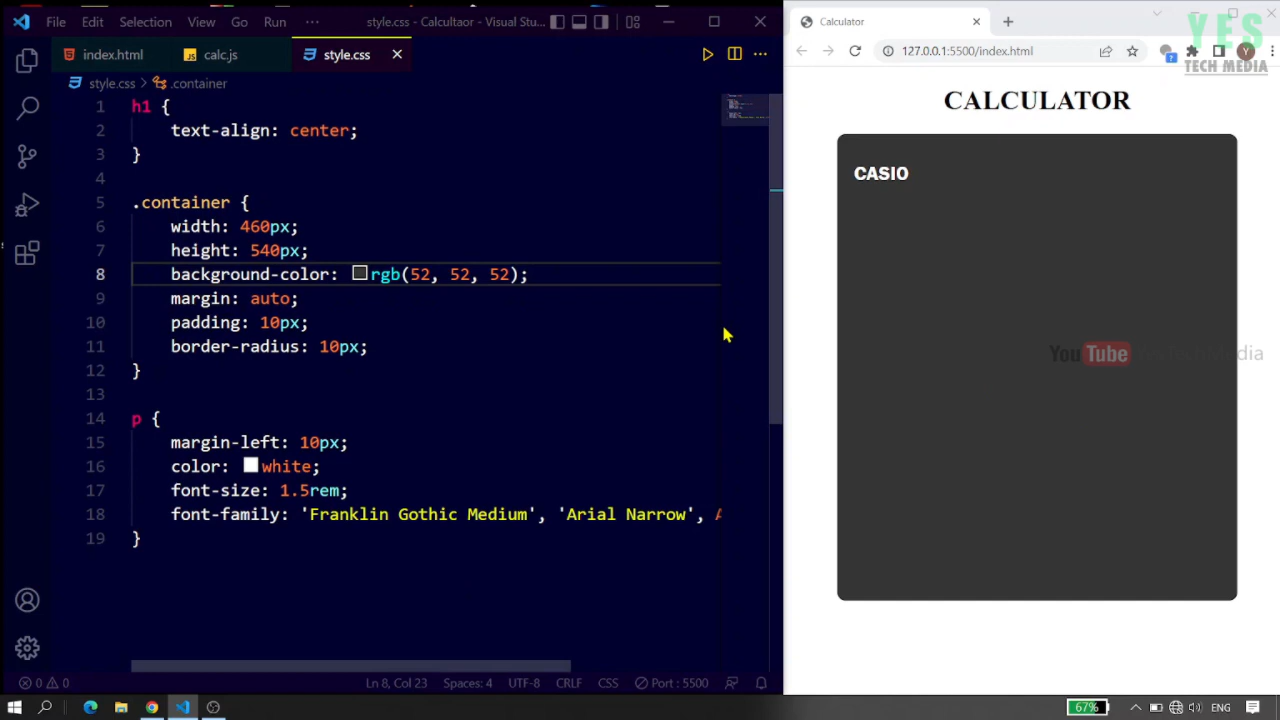 File Edit Selection View Go Run ··· style.css - Calcultaor - Visual Stu...
index.html calc.js style.css
style.css > .container
1 h1 {
2 text-align: center;
3 }
4
5 .container {
6 width: 460px;
7 height: 540px;
8 background-color: rgb(52, 52, 52);
9 margin: auto;
10 padding: 10px;
11 border-radius: 10px;
12 }
13
14 p {
15 margin-left: 10px;
16 color: white;
17 font-size: 1.5rem;
18 font-family: 'Franklin Gothic Medium', 'Arial Narrow', A
19 }
0 0 Ln 8, Col 23 Spaces: 4 UTF-8 CRLF CSS Port : 5500
Calculator
127.0.0.1:5500/index.html
Y
YES
TECH MEDIA
CALCULATOR
CASIO
YouTube YesTechMedia
67% ENG